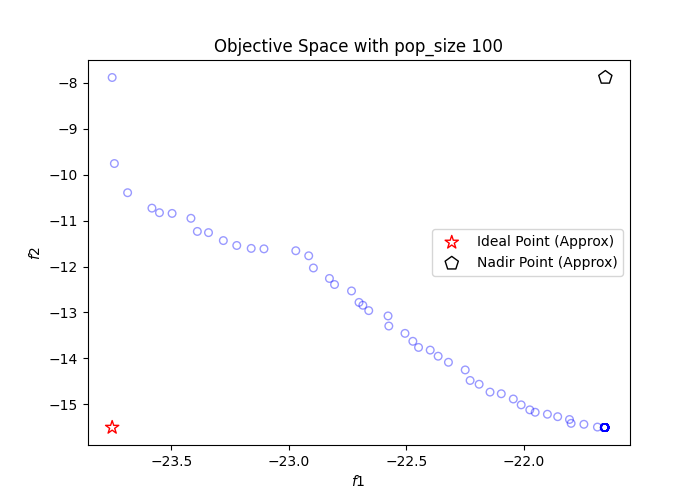 Objective Space with pop_size 100
−8
−9
−10
−11
−12
−13
−14
−15
f2
Ideal Point (Approx)
Nadir Point (Approx)
−23.5
−23.0
−22.5
−22.0
f1